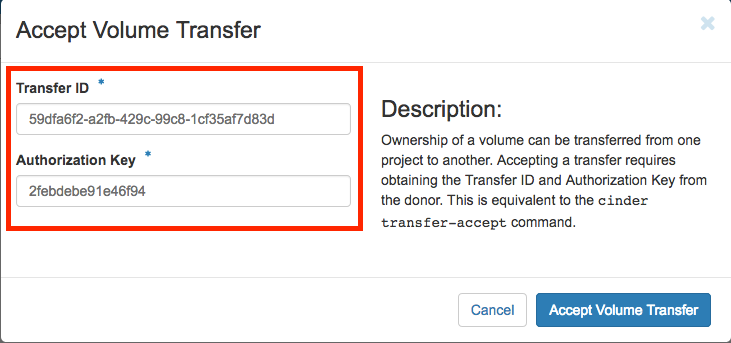 Accept Volume Transfer
×
Transfer ID *
59dfa6f2-a2fb-429c-99c8-1cf35af7d83d
Authorization Key *
2febdebe91e46f94
Description:
Ownership of a volume can be transferred from one
project to another. Accepting a transfer requires
obtaining the Transfer ID and Authorization Key from
the donor. This is equivalent to the cinder
transfer-accept command.
Cancel
Accept Volume Transfer